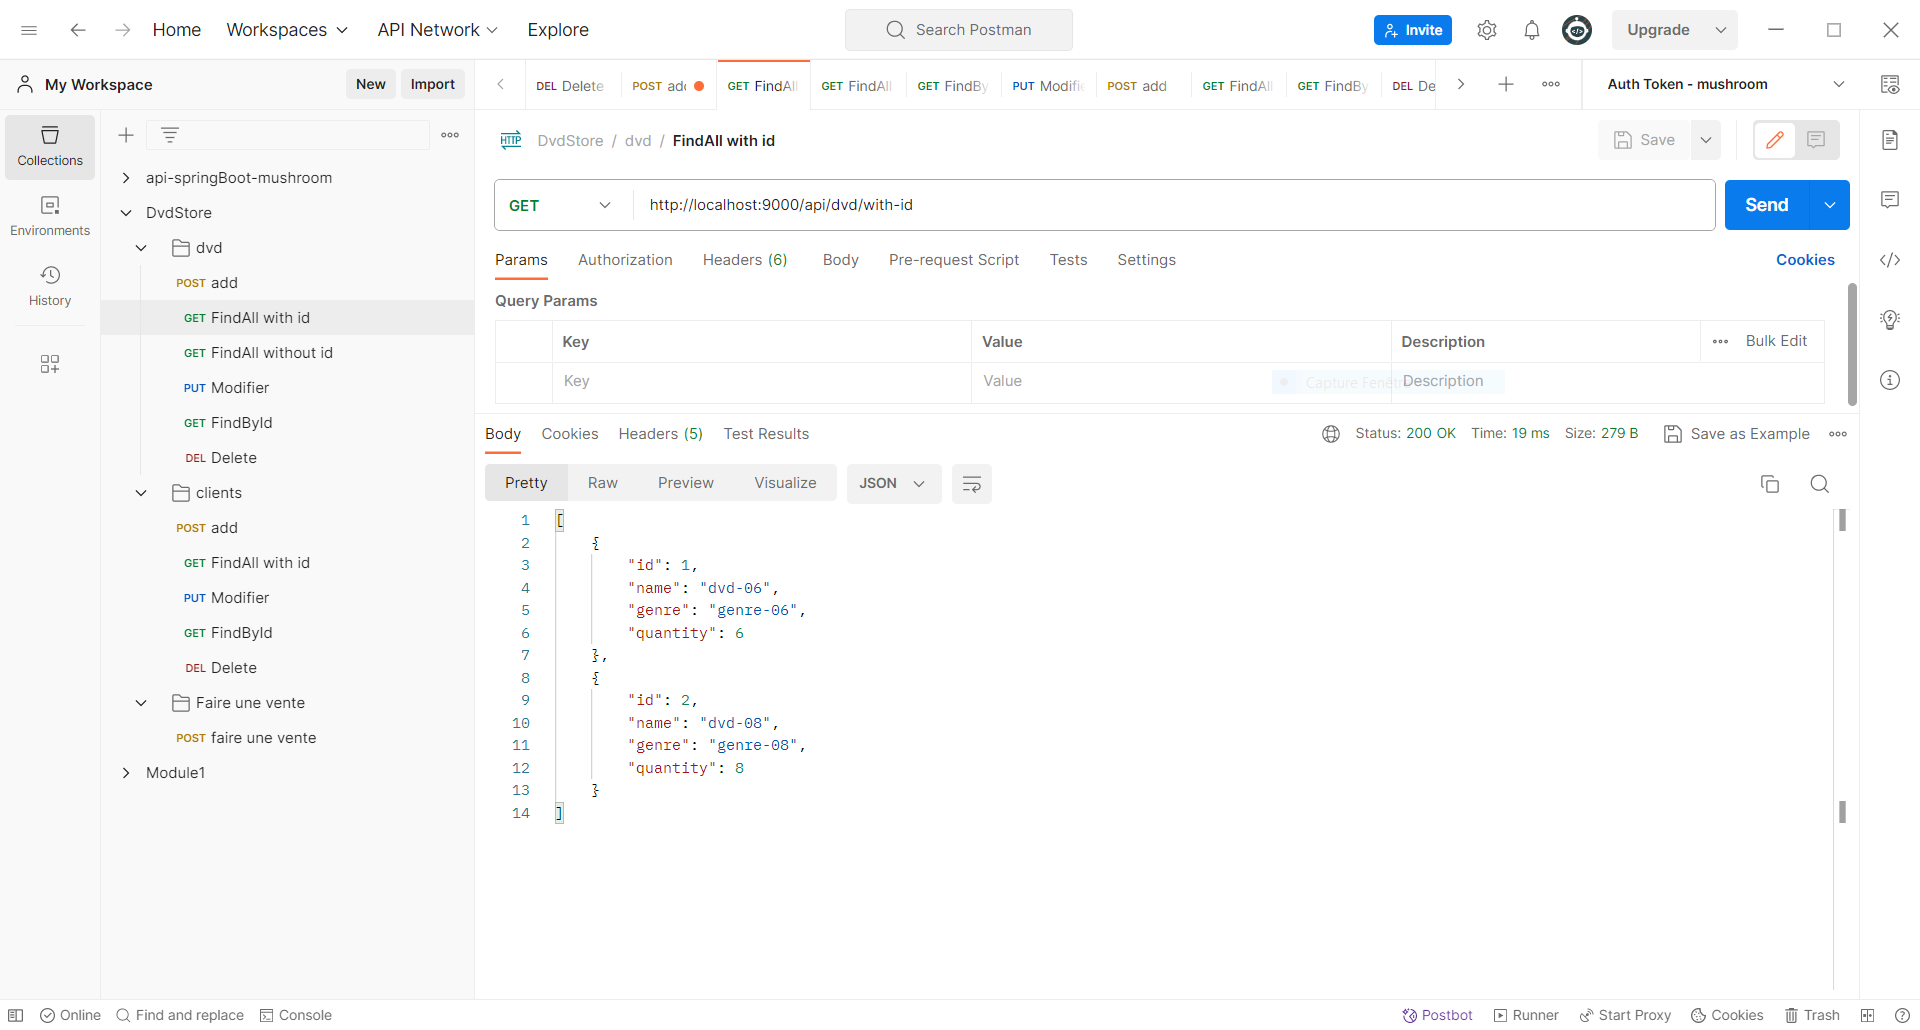 Home Workspaces API Network Explore Search Postman Invite Upgrade
My Workspace New Import
DEL Delete POST adc GET FindAll GET FindAll GET FindBy PUT Modifie POST add GET FindAll GET FindBy DEL De Auth Token - mushroom
Collections
Environments
History
api-springBoot-mushroom
DvdStore
dvd
POST add
GET FindAll with id
GET FindAll without id
PUT Modifier
GET FindById
DEL Delete
clients
POST add
GET FindAll with id
PUT Modifier
GET FindById
DEL Delete
Faire une vente
POST faire une vente
Module1
HTTP DvdStore / dvd / FindAll with id Save
GET http://localhost:9000/api/dvd/with-id Send
Params Authorization Headers (6) Body Pre-request Script Tests Settings Cookies
Query Params
Key Value Description Bulk Edit
Key Value Description
Capture Fenêtre
Body Cookies Headers (5) Test Results Status: 200 OK Time: 19 ms Size: 279 B Save as Example
Pretty Raw Preview Visualize JSON
1 [
2 {
3 "id": 1,
4 "name": "dvd-06",
5 "genre": "genre-06",
6 "quantity": 6
7 },
8 {
9 "id": 2,
10 "name": "dvd-08",
11 "genre": "genre-08",
12 "quantity": 8
13 }
14 ]
Online Find and replace Console Postbot Runner Start Proxy Cookies Trash